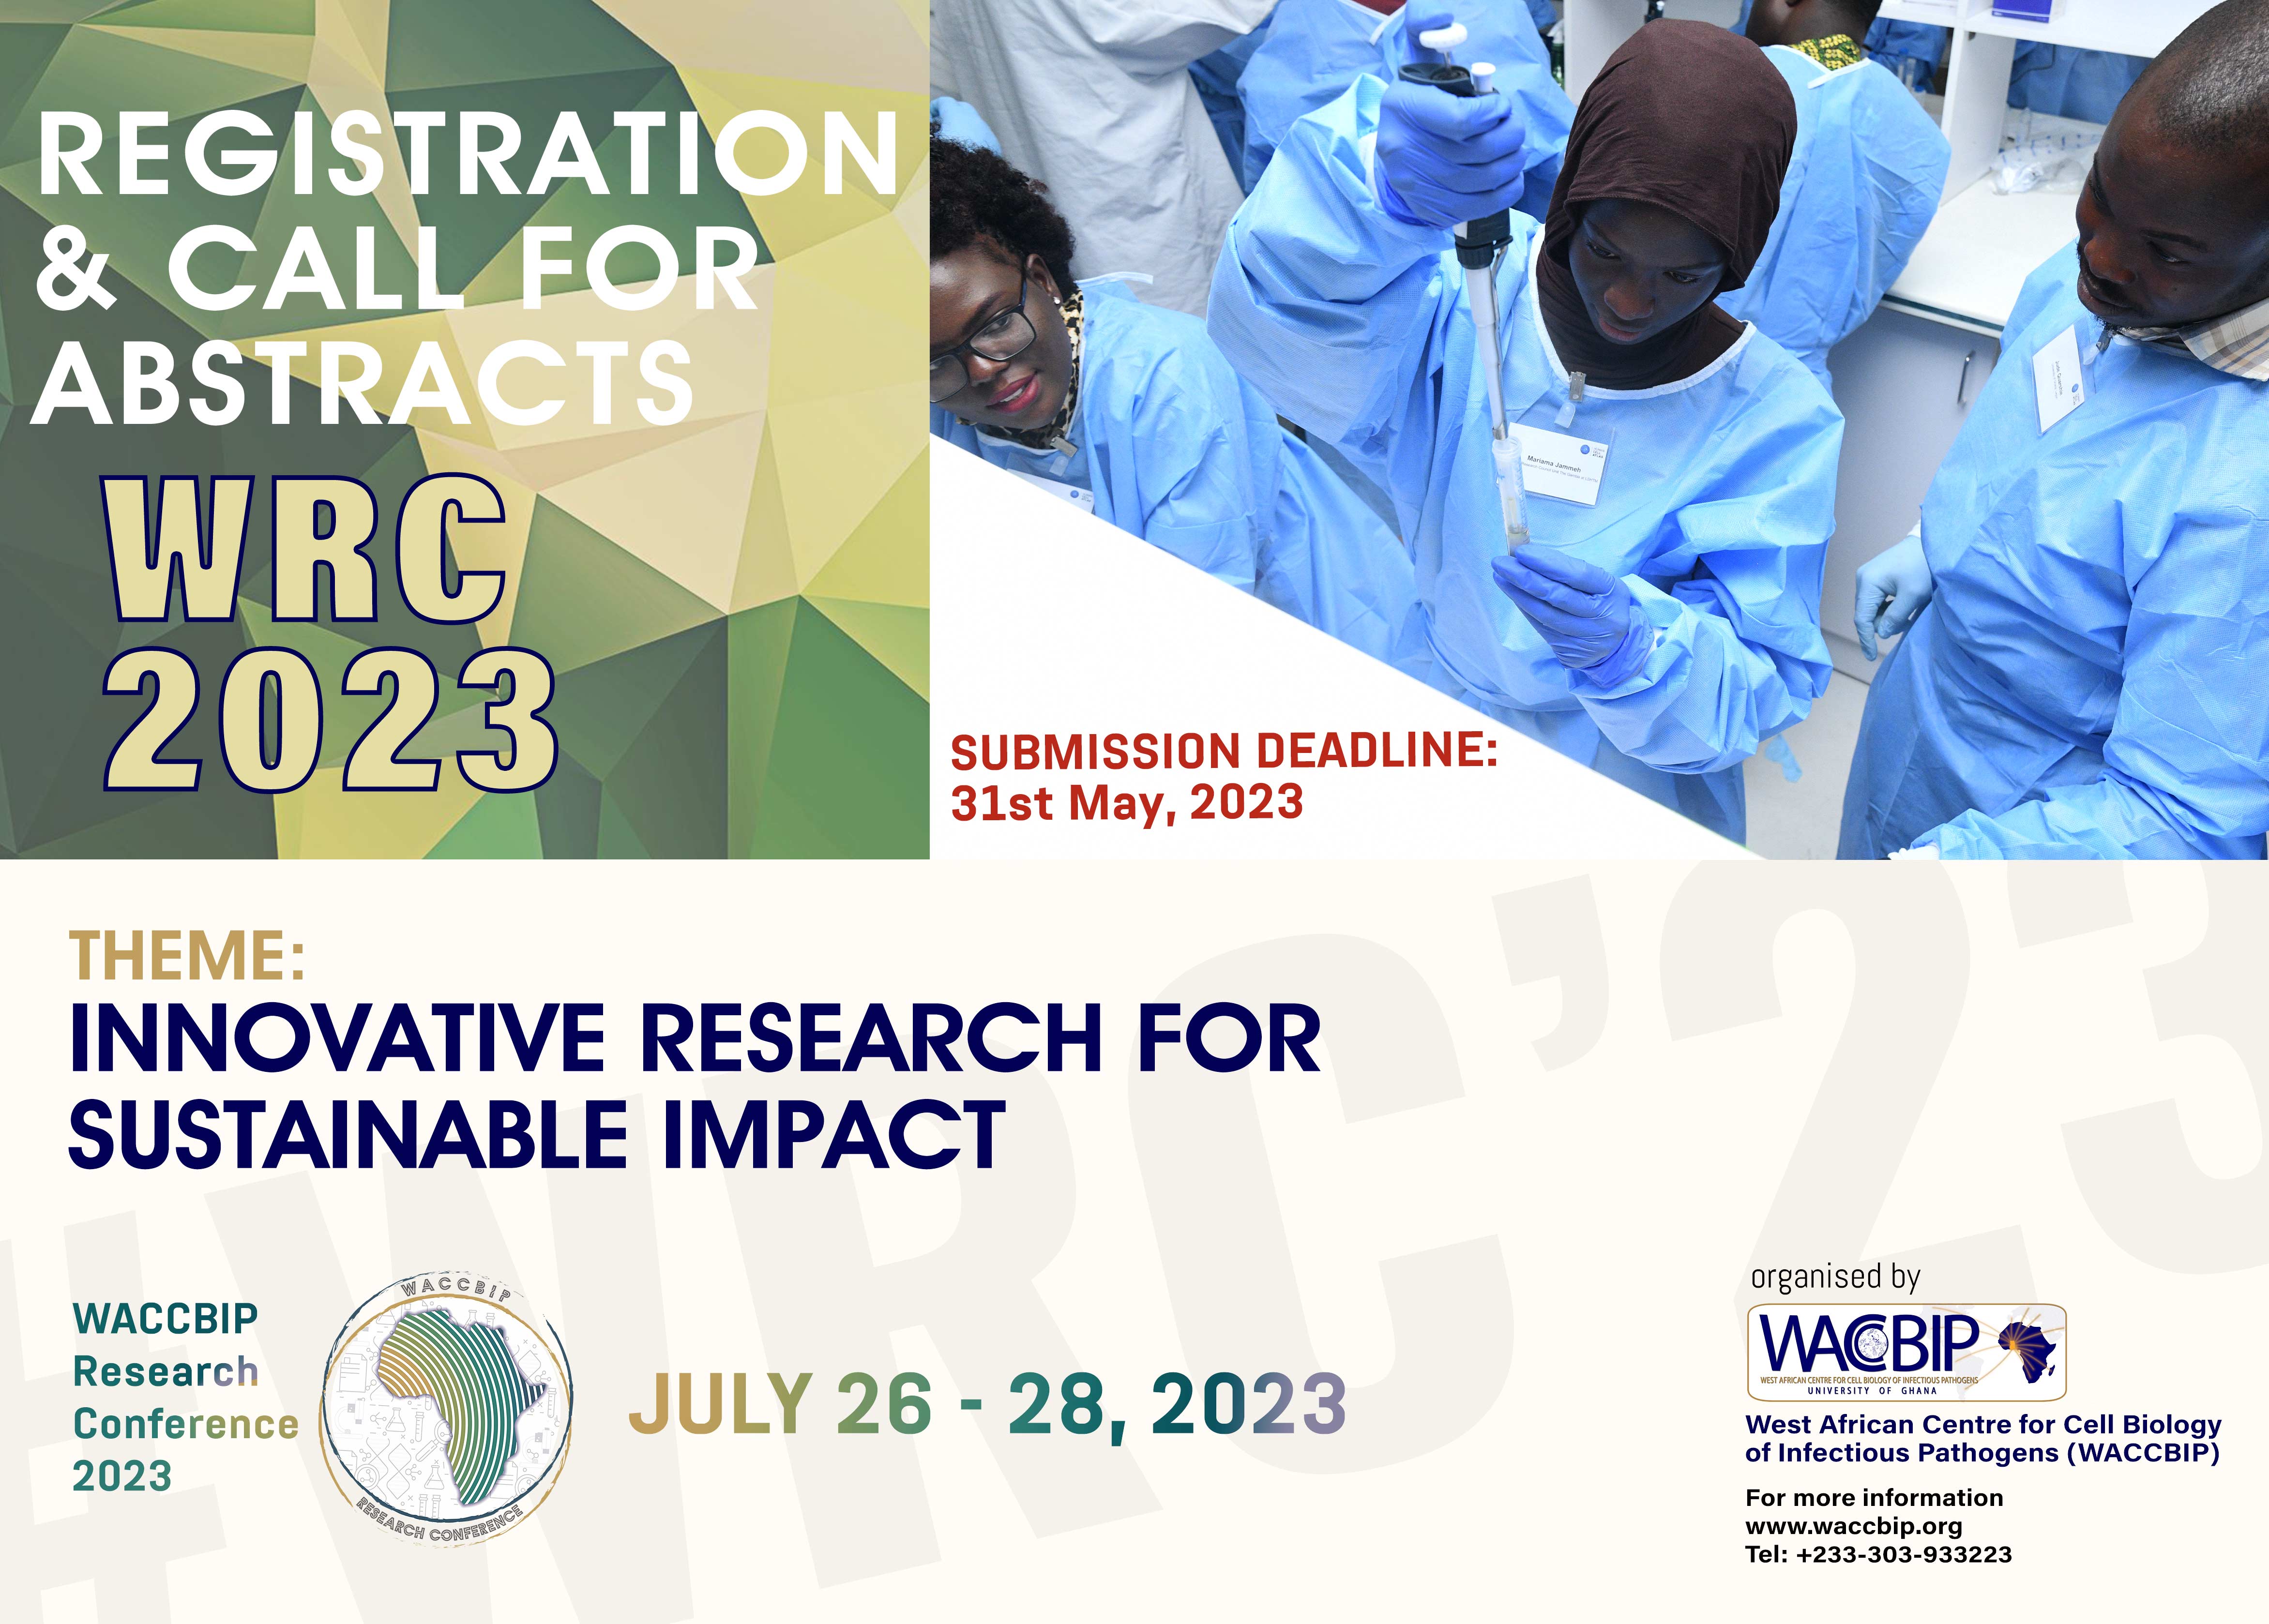 REGISTRATION
& CALL FOR
ABSTRACTS
WRC
2023
Mariama Jammeh
SUBMISSION DEADLINE:
31st May, 2023
THEME:
INNOVATIVE RESEARCH FOR
SUSTAINABLE IMPACT
#WRC'23
WACCBIP
Research
Conference
2023
WACCBIP
RESEARCH CONFERENCE
JULY 26 - 28, 2023
organised by
WACCBIP
WEST AFRICAN CENTRE FOR CELL BIOLOGY OF INFECTIOUS PATHOGENS
UNIVERSITY OF GHANA
West African Centre for Cell Biology
of Infectious Pathogens (WACCBIP)
For more information
www.waccbip.org
Tel: +233-303-933223